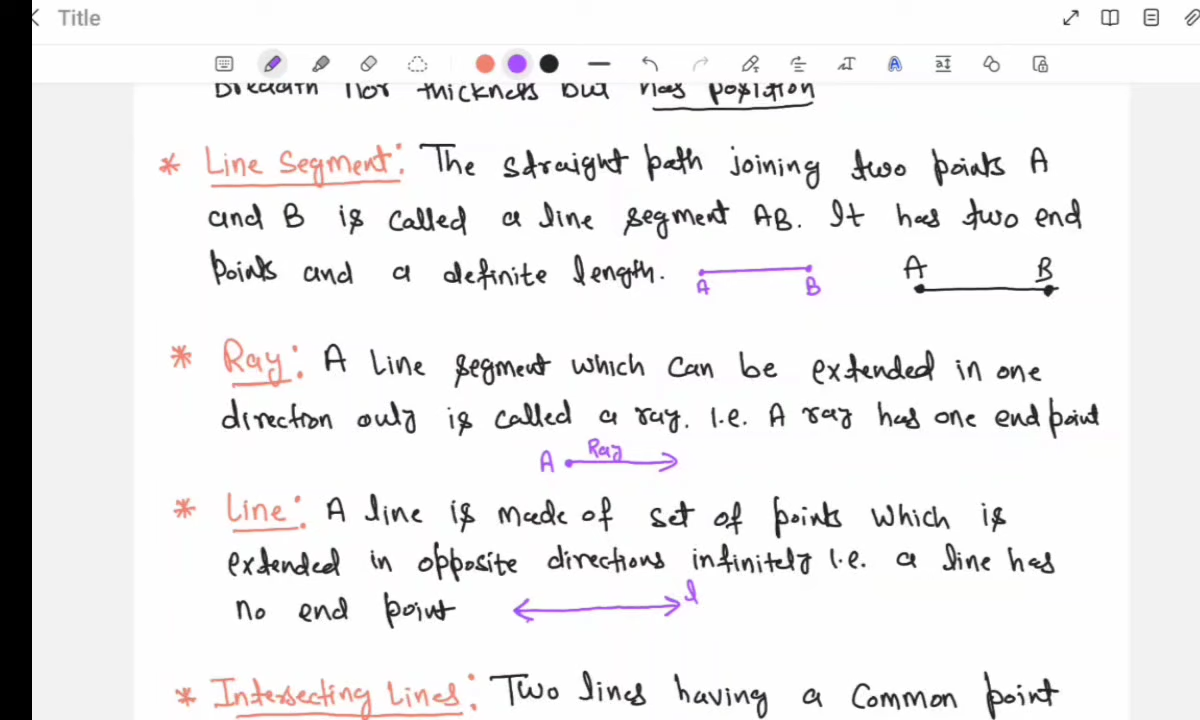 Title
breadth nor thickness but has position
* Line Segment: The straight path joining two points A
and B is called a line segment AB. It has two end
points and a definite length.
A B
A B
* Ray: A Line segment which can be extended in one
direction only is called a ray. i.e. A ray has one end point
A Ray
* Line: A line is made of set of points which is
extended in opposite directions infinitely i.e. a line has
no end point
l
* Intersecting Lines: Two lines having a common point